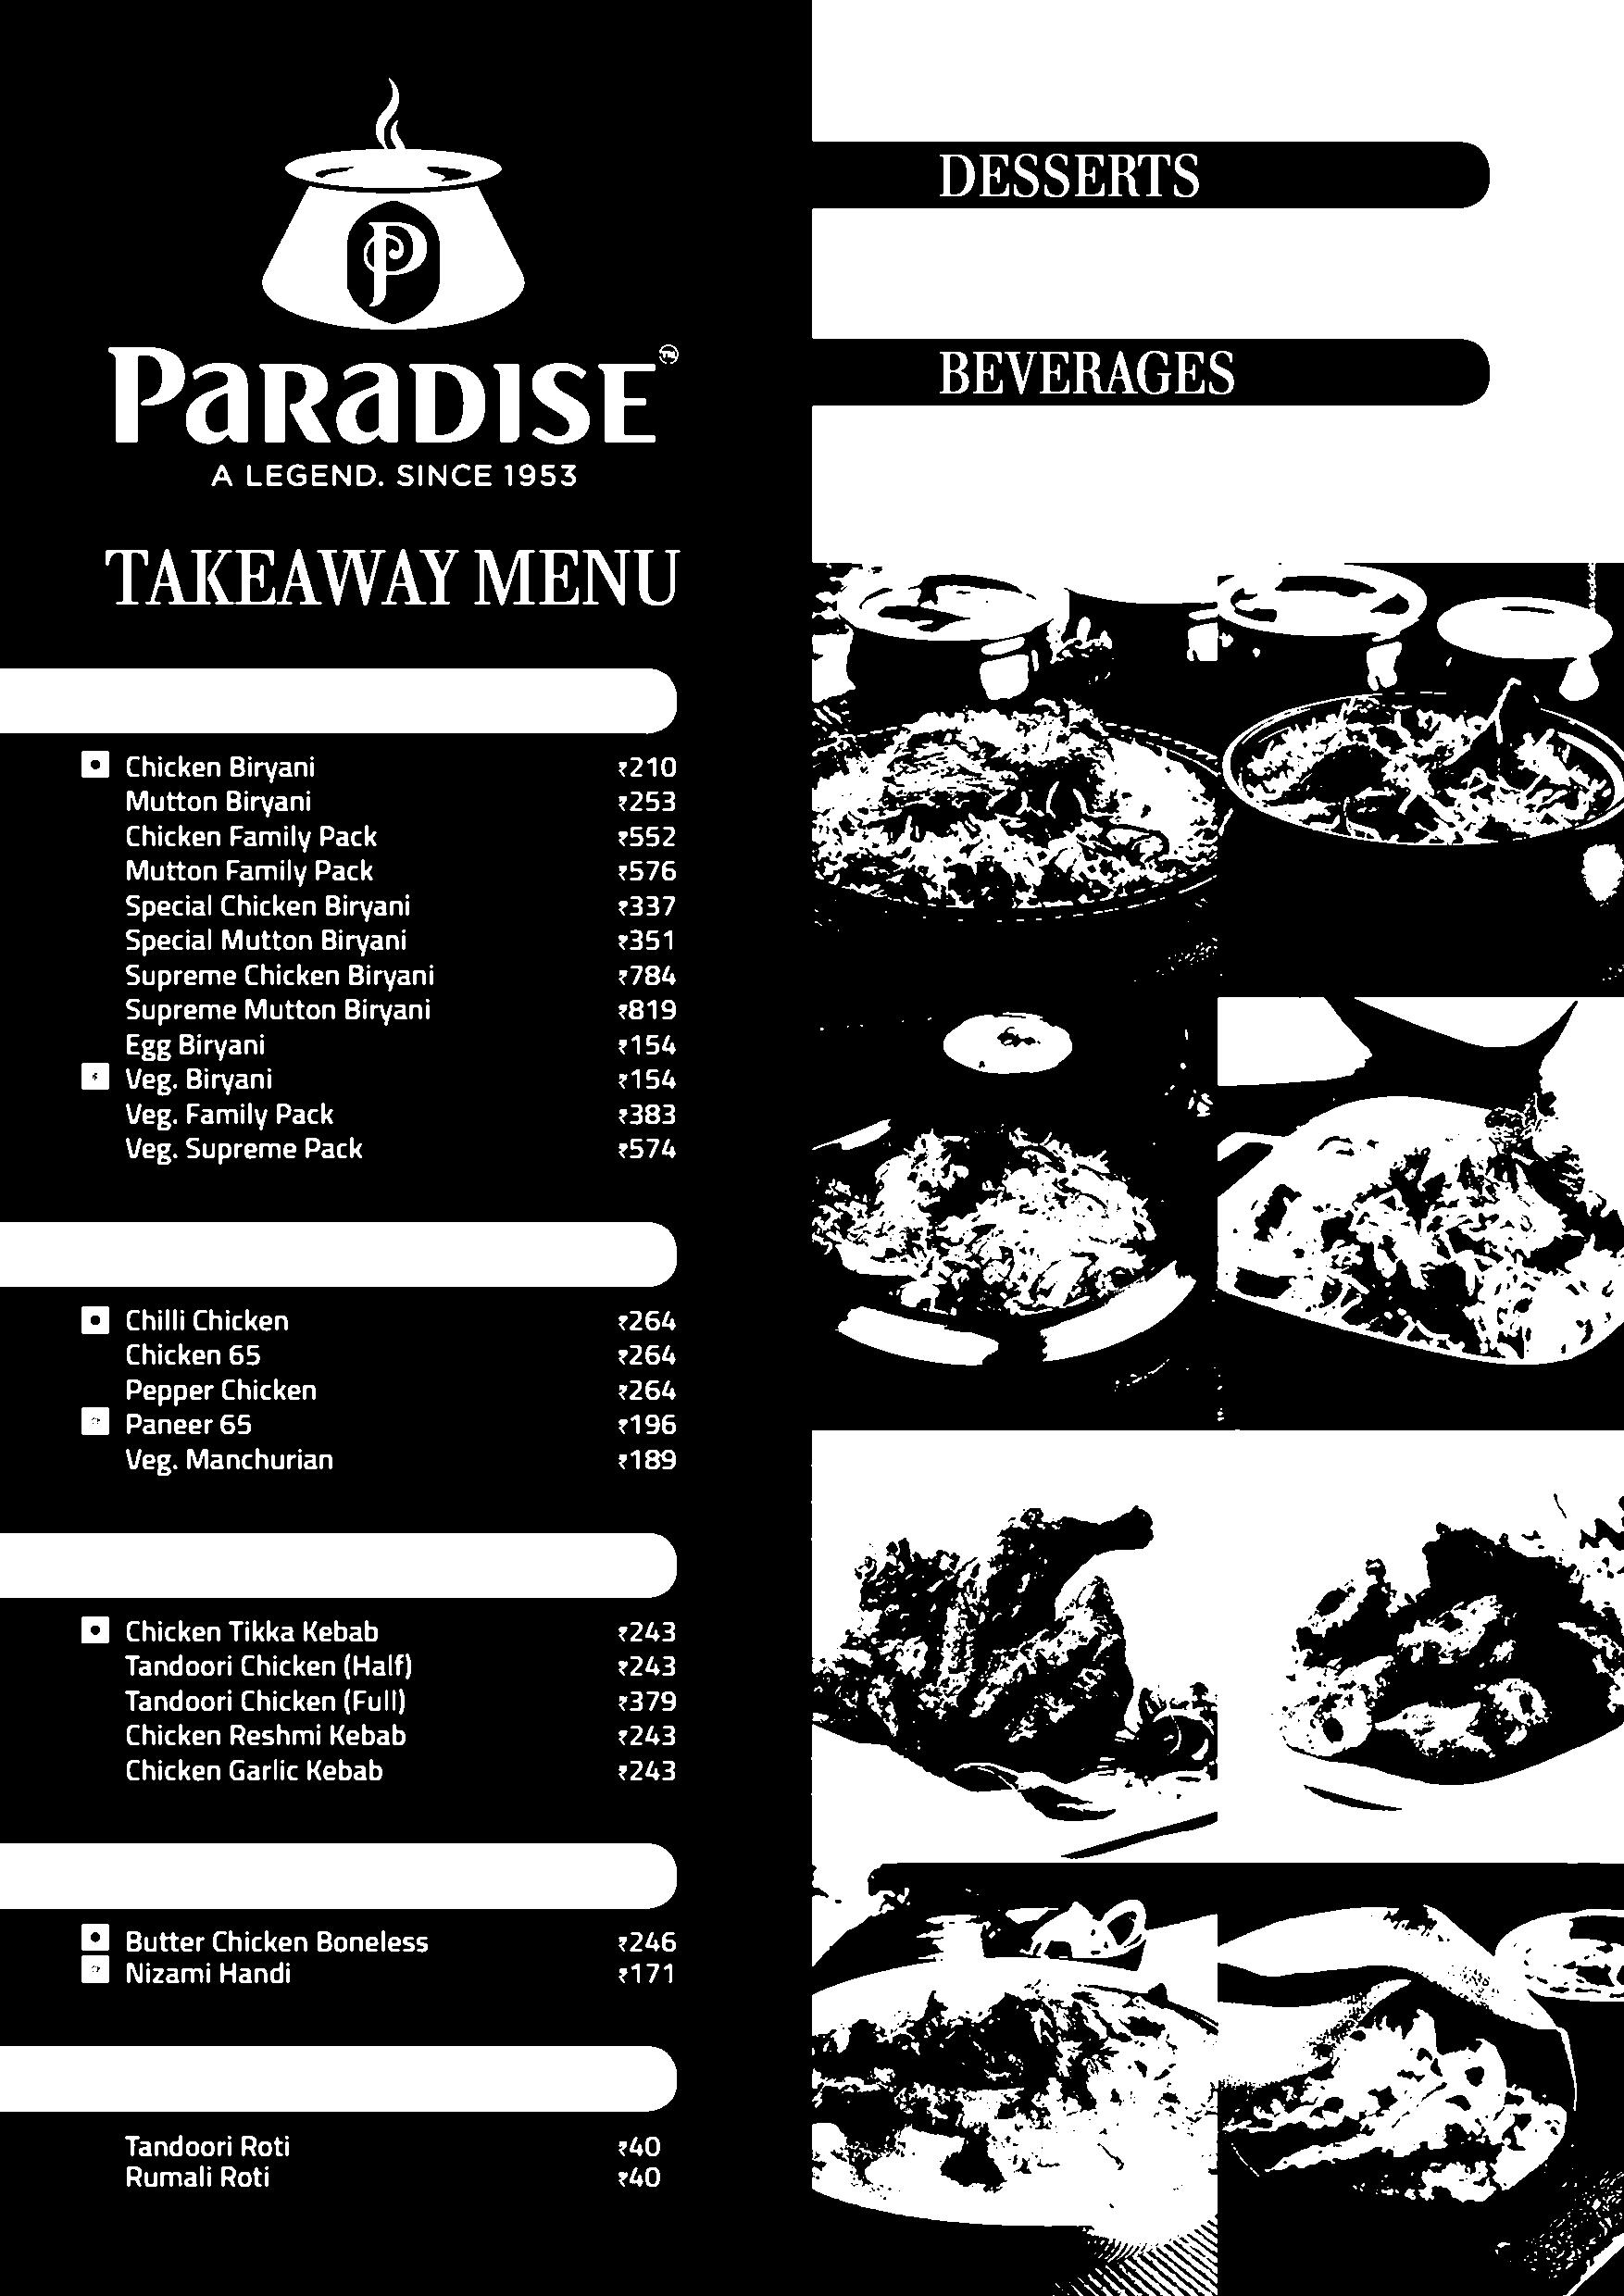 P
PARADISE™
A LEGEND. SINCE 1953
TAKEAWAY MENU
Chicken Biryani ₹210
Mutton Biryani ₹253
Chicken Family Pack ₹552
Mutton Family Pack ₹576
Special Chicken Biryani ₹337
Special Mutton Biryani ₹351
Supreme Chicken Biryani ₹784
Supreme Mutton Biryani ₹819
Egg Biryani ₹154
Veg. Biryani ₹154
Veg. Family Pack ₹383
Veg. Supreme Pack ₹574
Chilli Chicken ₹264
Chicken 65 ₹264
Pepper Chicken ₹264
Paneer 65 ₹196
Veg. Manchurian ₹189
Chicken Tikka Kebab ₹243
Tandoori Chicken (Half) ₹243
Tandoori Chicken (Full) ₹379
Chicken Reshmi Kebab ₹243
Chicken Garlic Kebab ₹243
Butter Chicken Boneless ₹246
Nizami Handi ₹171
Tandoori Roti ₹40
Rumali Roti ₹40
DESSERTS
BEVERAGES